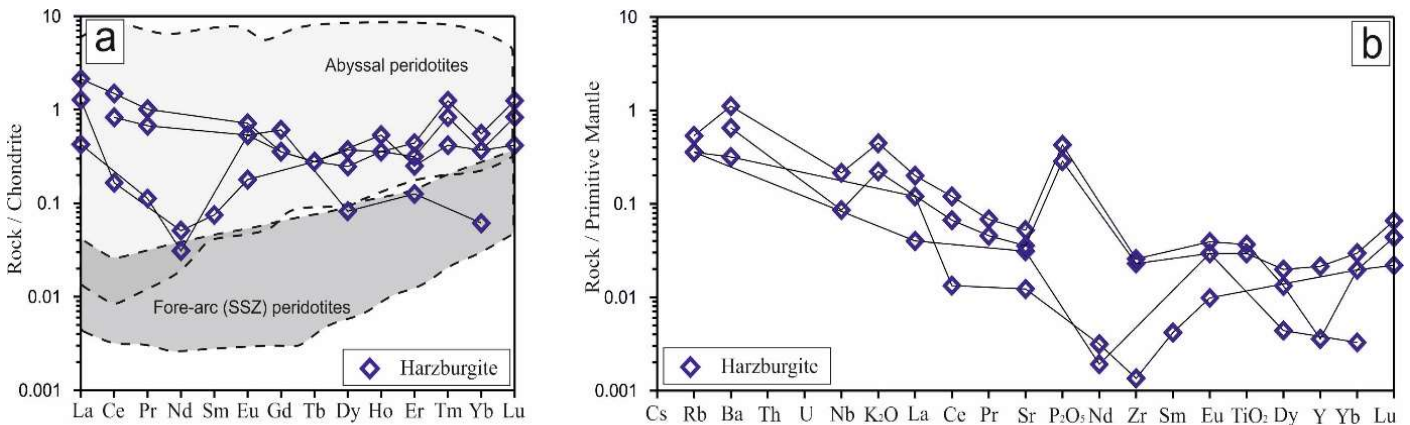 a
Rock / Chondrite
10
1
0.1
0.01
0.001
Abyssal peridotites
Fore-arc (SSZ) peridotites
Harzburgite
La Ce Pr Nd Sm Eu Gd Tb Dy Ho Er Tm Yb Lu
b
Rock / Primitive Mantle
10
1
0.1
0.01
0.001
Harzburgite
Cs Rb Ba Th U Nb K₂O La Ce Pr Sr P₂O₅ Nd Zr Sm Eu TiO₂ Dy Y Yb Lu